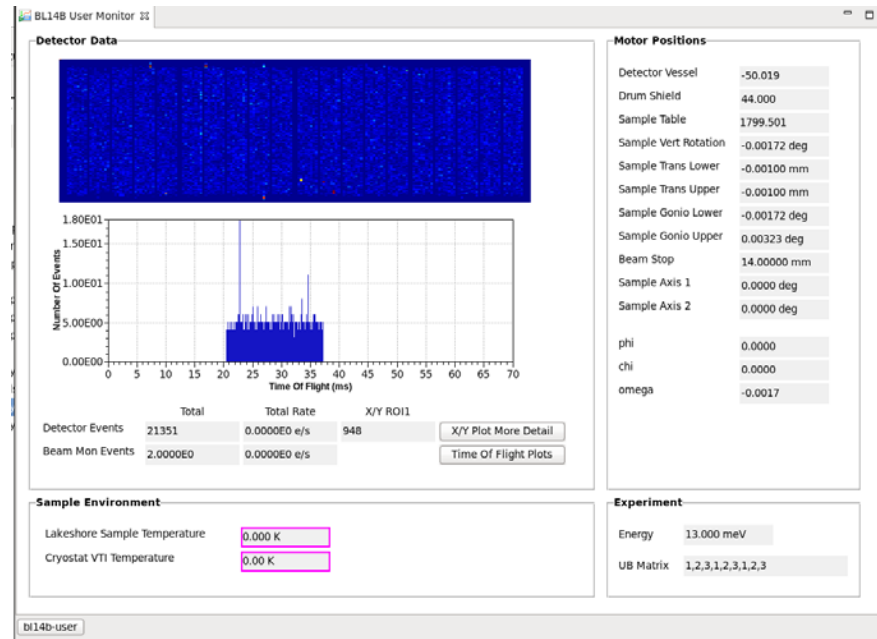 BL14B User Monitor
Detector Data
1.80E01
1.50E01
1.00E01
5.00E00
0.00E00
Number Of Events
0 5 10 15 20 25 30 35 40 45 50 55 60 65 70
Time Of Flight (ms)
Total Total Rate X/Y ROI1
Detector Events 21351 0.0000E0 e/s 948 X/Y Plot More Detail
Beam Mon Events 2.0000E0 0.0000E0 e/s Time Of Flight Plots
Motor Positions
Detector Vessel -50.019
Drum Shield 44.000
Sample Table 1799.501
Sample Vert Rotation -0.00172 deg
Sample Trans Lower -0.00100 mm
Sample Trans Upper -0.00100 mm
Sample Gonio Lower -0.00172 deg
Sample Gonio Upper 0.00323 deg
Beam Stop 14.00000 mm
Sample Axis 1 0.0000 deg
Sample Axis 2 0.0000 deg
phi 0.0000
chi 0.0000
omega -0.0017
Sample Environment
Lakeshore Sample Temperature 0.000 K
Cryostat VTI Temperature 0.00 K
Experiment
Energy 13.000 meV
UB Matrix 1,2,3,1,2,3,1,2,3
bl14b-user